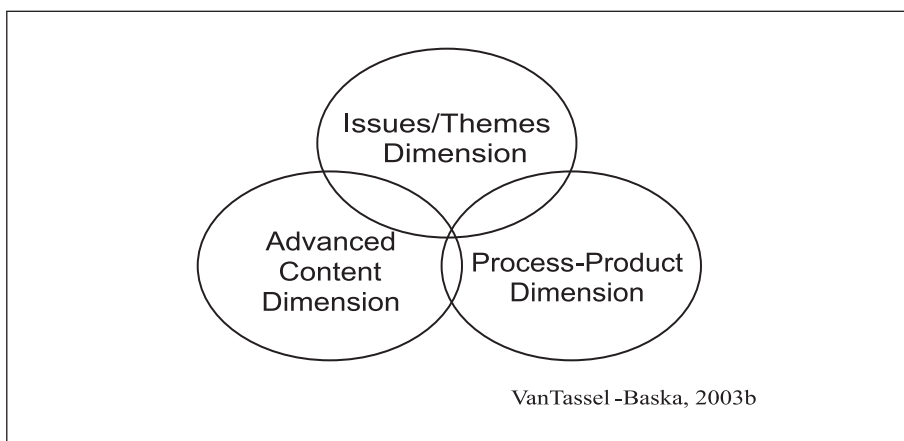 Issues/Themes
Dimension
Advanced
Content
Dimension
Process-Product
Dimension
VanTassel-Baska, 2003b